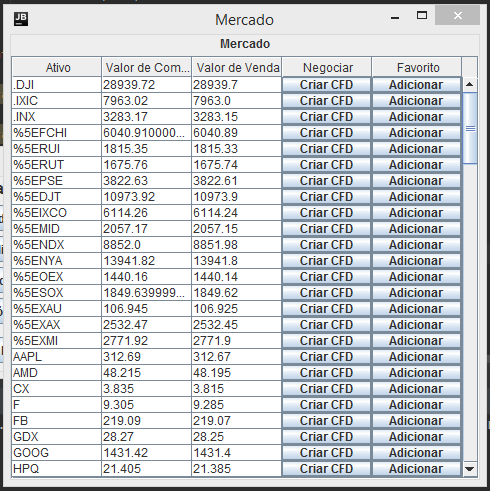 JB
Mercado
Mercado
Ativo Valor de Com... Valor de Venda Negociar Favorito
.DJI 28939.72 28939.7 Criar CFD Adicionar
.IXIC 7963.02 7963.0 Criar CFD Adicionar
.INX 3283.17 3283.15 Criar CFD Adicionar
%5EFCHI 6040.910000... 6040.89 Criar CFD Adicionar
%5ERUI 1815.35 1815.33 Criar CFD Adicionar
%5ERUT 1675.76 1675.74 Criar CFD Adicionar
%5EPSE 3822.63 3822.61 Criar CFD Adicionar
%5EDJT 10973.92 10973.9 Criar CFD Adicionar
%5EIXCO 6114.26 6114.24 Criar CFD Adicionar
%5EMID 2057.17 2057.15 Criar CFD Adicionar
%5ENDX 8852.0 8851.98 Criar CFD Adicionar
%5ENYA 13941.82 13941.8 Criar CFD Adicionar
%5EOEX 1440.16 1440.14 Criar CFD Adicionar
%5ESOX 1849.639999... 1849.62 Criar CFD Adicionar
%5EXAU 106.945 106.925 Criar CFD Adicionar
%5EXAX 2532.47 2532.45 Criar CFD Adicionar
%5EXMI 2771.92 2771.9 Criar CFD Adicionar
AAPL 312.69 312.67 Criar CFD Adicionar
AMD 48.215 48.195 Criar CFD Adicionar
CX 3.835 3.815 Criar CFD Adicionar
F 9.305 9.285 Criar CFD Adicionar
FB 219.09 219.07 Criar CFD Adicionar
GDX 28.27 28.25 Criar CFD Adicionar
GOOG 1431.42 1431.4 Criar CFD Adicionar
HPQ 21.405 21.385 Criar CFD Adicionar